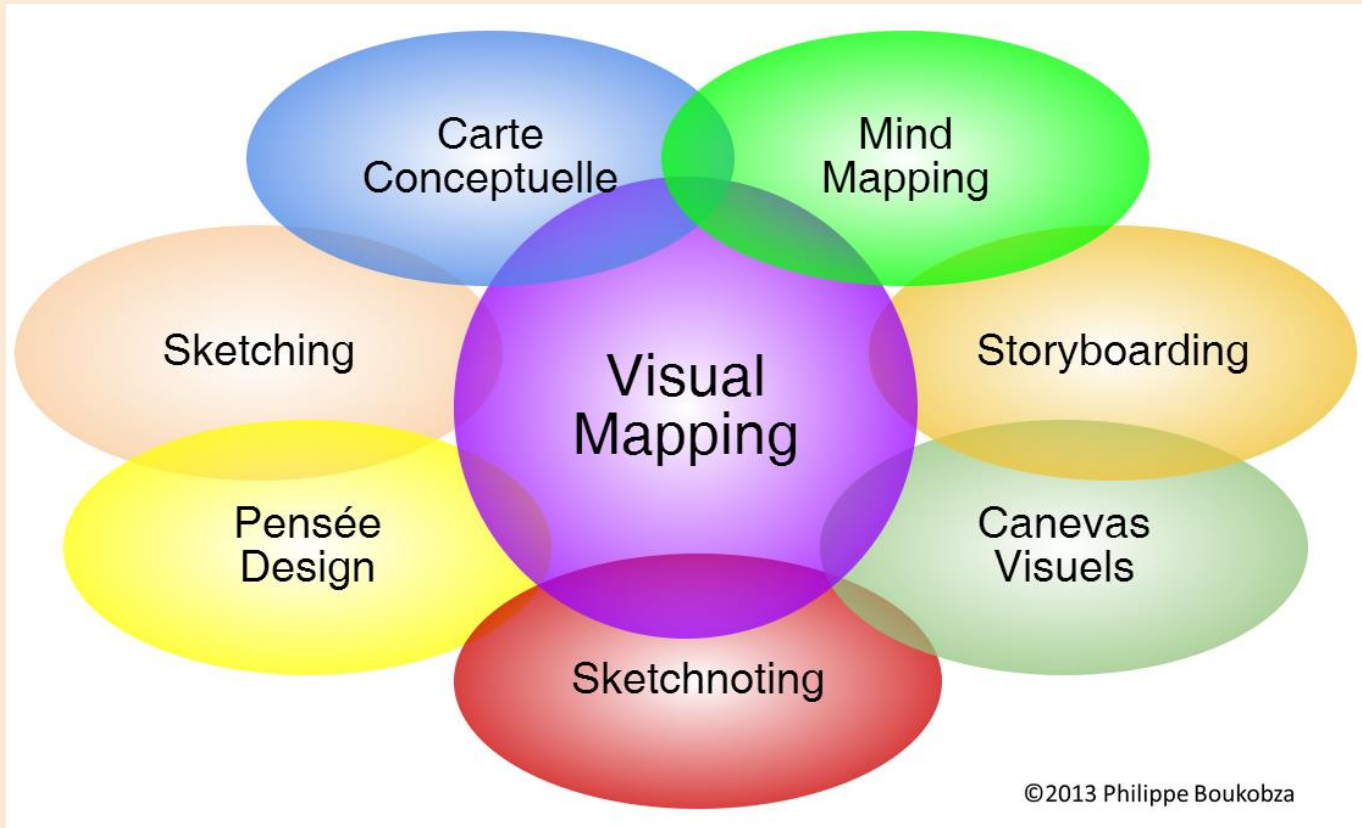 Carte
Conceptuelle
Mind
Mapping
Sketching
Storyboarding
Visual
Mapping
Pensée
Design
Canevas
Visuels
Sketchnoting
©2013 Philippe Boukobza